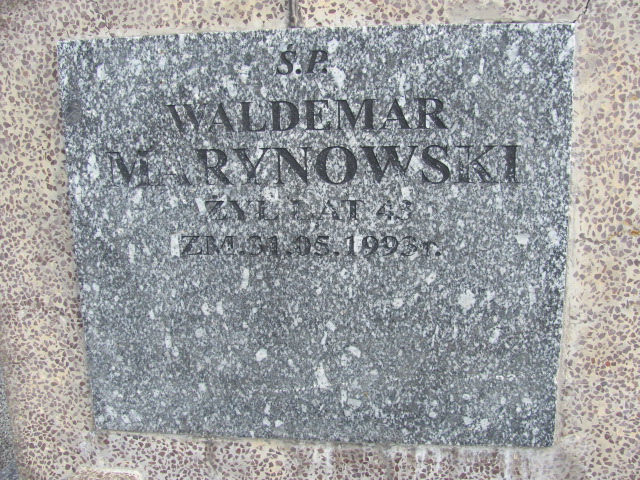 Ś.P.
WALDEMAR
MARYNOWSKI
ŻYŁ LAT 43
ZM.31.05.1993r.